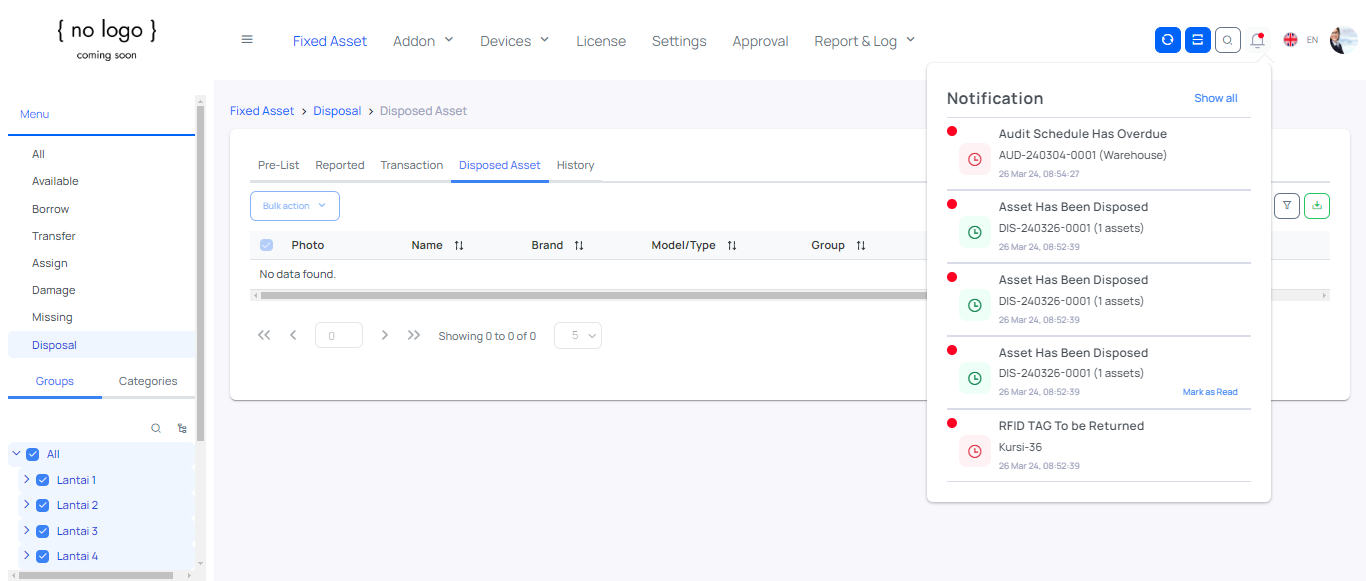 { no logo }
coming soon
Fixed Asset
Addon
Devices
License
Settings
Approval
Report & Log
EN
Menu
All
Available
Borrow
Transfer
Assign
Damage
Missing
Disposal
Groups
Categories
All
Lantai 1
Lantai 2
Lantai 3
Lantai 4
Fixed Asset > Disposal > Disposed Asset
Pre-List
Reported
Transaction
Disposed Asset
History
Bulk action
Photo
Name
Brand
Model/Type
Group
No data found.
0
Showing 0 to 0 of 0
5
Notification
Show all
Audit Schedule Has Overdue
AUD-240304-0001 (Warehouse)
26 Mar 24, 08:54:27
Asset Has Been Disposed
DIS-240326-0001 (1 assets)
26 Mar 24, 08:52:39
Asset Has Been Disposed
DIS-240326-0001 (1 assets)
26 Mar 24, 08:52:39
Asset Has Been Disposed
DIS-240326-0001 (1 assets)
26 Mar 24, 08:52:39
Mark as Read
RFID TAG To be Returned
Kursi-36
26 Mar 24, 08:52:39